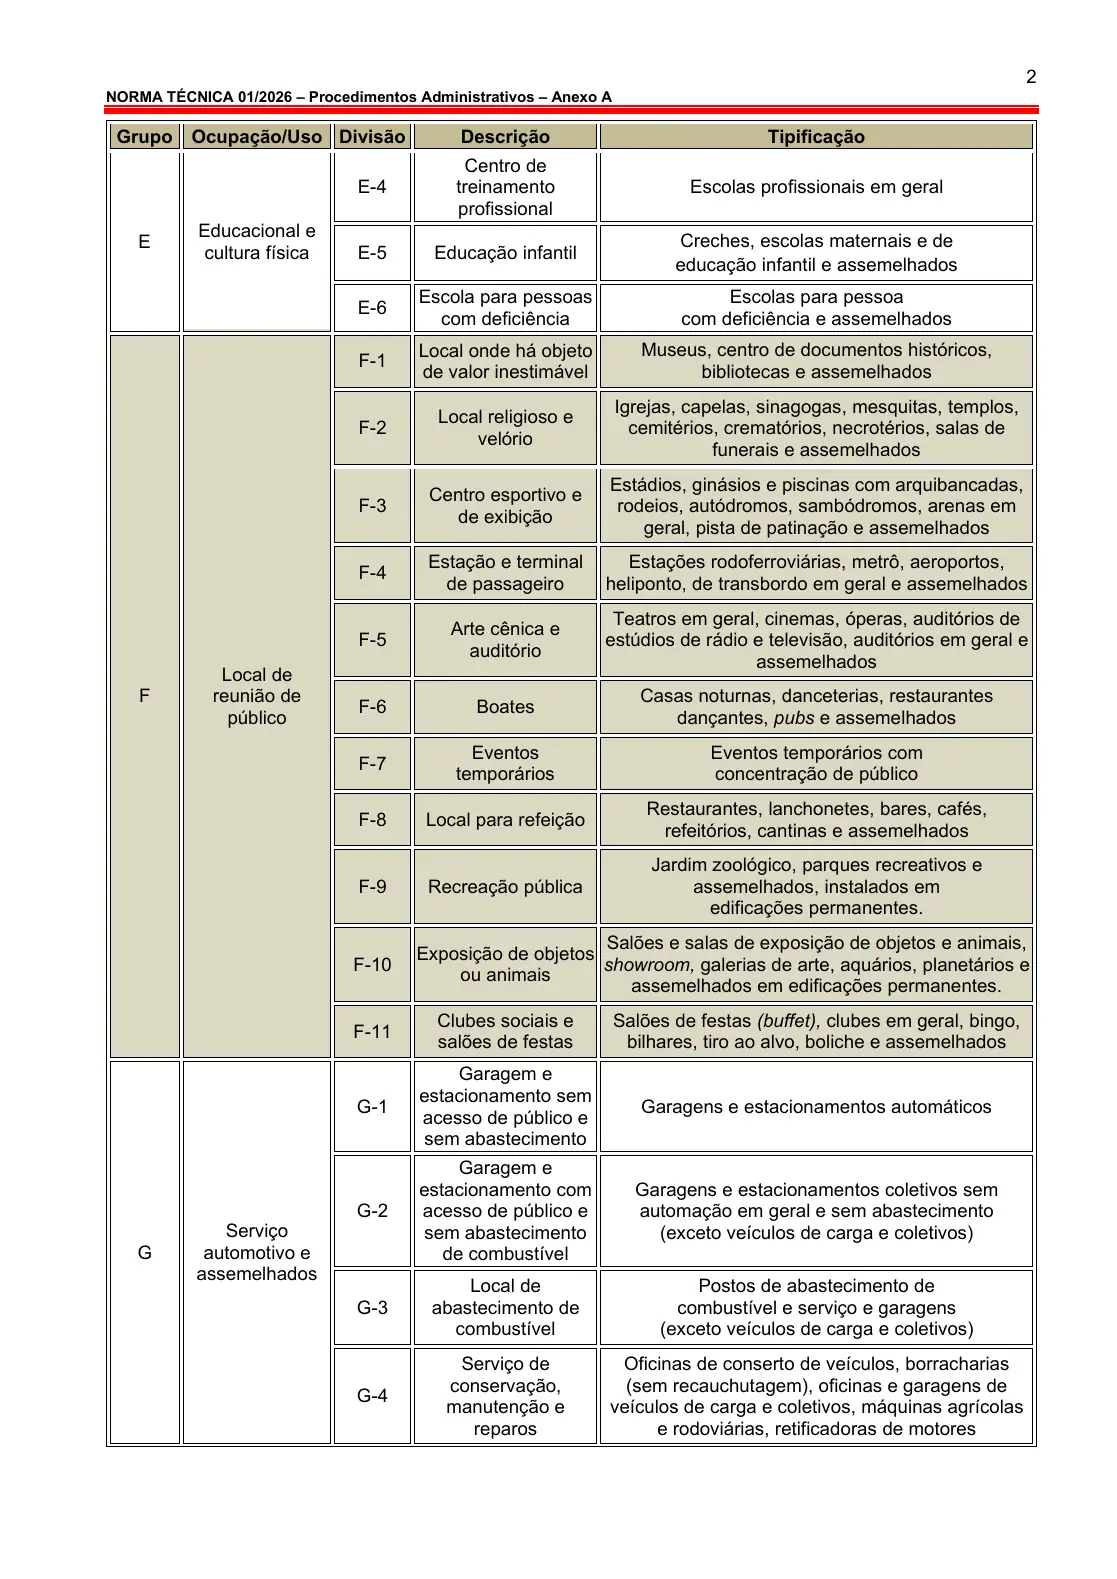 2
NORMA TÉCNICA 01/2026 – Procedimentos Administrativos – Anexo A
Grupo Ocupação/Uso Divisão Descrição Tipificação
E
Educacional e
cultura física
E-4
Centro de
treinamento
profissional
Escolas profissionais em geral
E-5
Educação infantil
Creches, escolas maternais e de
educação infantil e assemelhados
E-6
Escola para pessoas
com deficiência
Escolas para pessoa
com deficiência e assemelhados
F
Local de
reunião de
público
F-1
Local onde há objeto
de valor inestimável
Museus, centro de documentos históricos,
bibliotecas e assemelhados
F-2
Local religioso e
velório
Igrejas, capelas, sinagogas, mesquitas, templos,
cemitérios, crematórios, necrotérios, salas de
funerais e assemelhados
F-3
Centro esportivo e
de exibição
Estádios, ginásios e piscinas com arquibancadas,
rodeios, autódromos, sambódromos, arenas em
geral, pista de patinação e assemelhados
F-4
Estação e terminal
de passageiro
Estações rodoferroviárias, metrô, aeroportos,
heliponto, de transbordo em geral e assemelhados
F-5
Arte cênica e
auditório
Teatros em geral, cinemas, óperas, auditórios de
estúdios de rádio e televisão, auditórios em geral e
assemelhados
F-6
Boates
Casas noturnas, danceterias, restaurantes
dançantes, pubs e assemelhados
F-7
Eventos
temporários
Eventos temporários com
concentração de público
F-8
Local para refeição
Restaurantes, lanchonetes, bares, cafés,
refeitórios, cantinas e assemelhados
F-9
Recreação pública
Jardim zoológico, parques recreativos e
assemelhados, instalados em
edificações permanentes.
F-10
Exposição de objetos
ou animais
Salões e salas de exposição de objetos e animais,
showroom, galerias de arte, aquários, planetários e
assemelhados em edificações permanentes.
F-11
Clubes sociais e
salões de festas
Salões de festas (buffet), clubes em geral, bingo,
bilhares, tiro ao alvo, boliche e assemelhados
G
Serviço
automotivo e
assemelhados
G-1
Garagem e
estacionamento sem
acesso de público e
sem abastecimento
Garagens e estacionamentos automáticos
G-2
Garagem e
estacionamento com
acesso de público e
sem abastecimento
de combustível
Garagens e estacionamentos coletivos sem
automação em geral e sem abastecimento
(exceto veículos de carga e coletivos)
G-3
Local de
abastecimento de
combustível
Postos de abastecimento de
combustível e serviço e garagens
(exceto veículos de carga e coletivos)
G-4
Serviço de
conservação,
manutenção e
reparos
Oficinas de conserto de veículos, borracharias
(sem recauchutagem), oficinas e garagens de
veículos de carga e coletivos, máquinas agrícolas
e rodoviárias, retificadoras de motores